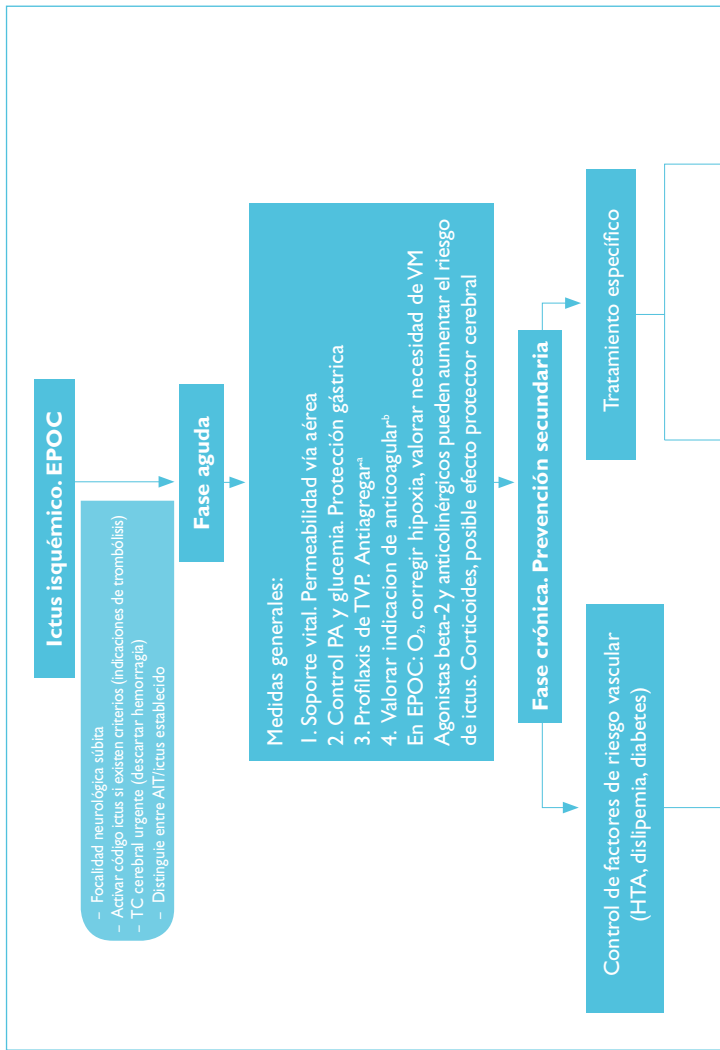 Ictus isquémico. EPOC
– Focalidad neurológica súbita
– Activar código ictus si existen criterios (indicaciones de trombólisis)
– TC cerebral urgente (descartar hemorragia)
– Distinguie entre AIT/ictus establecido
Fase aguda
Medidas generales:
1. Soporte vital. Permeabilidad vía aérea
2. Control PA y glucemia. Protección gástrica
3. Profilaxis de TVP. Antiagregarᵃ
4. Valorar indicacion de anticoagularᵇ
En EPOC: O₂, corregir hipoxia, valorar necesidad de VM
Agonistas beta-2 y anticolinérgicos pueden aumentar el riesgo
de ictus. Corticoides, posible efecto protector cerebral
Fase crónica. Prevención secundaria
Control de factores de riesgo vascular
(HTA, dislipemia, diabetes)
Tratamiento específico